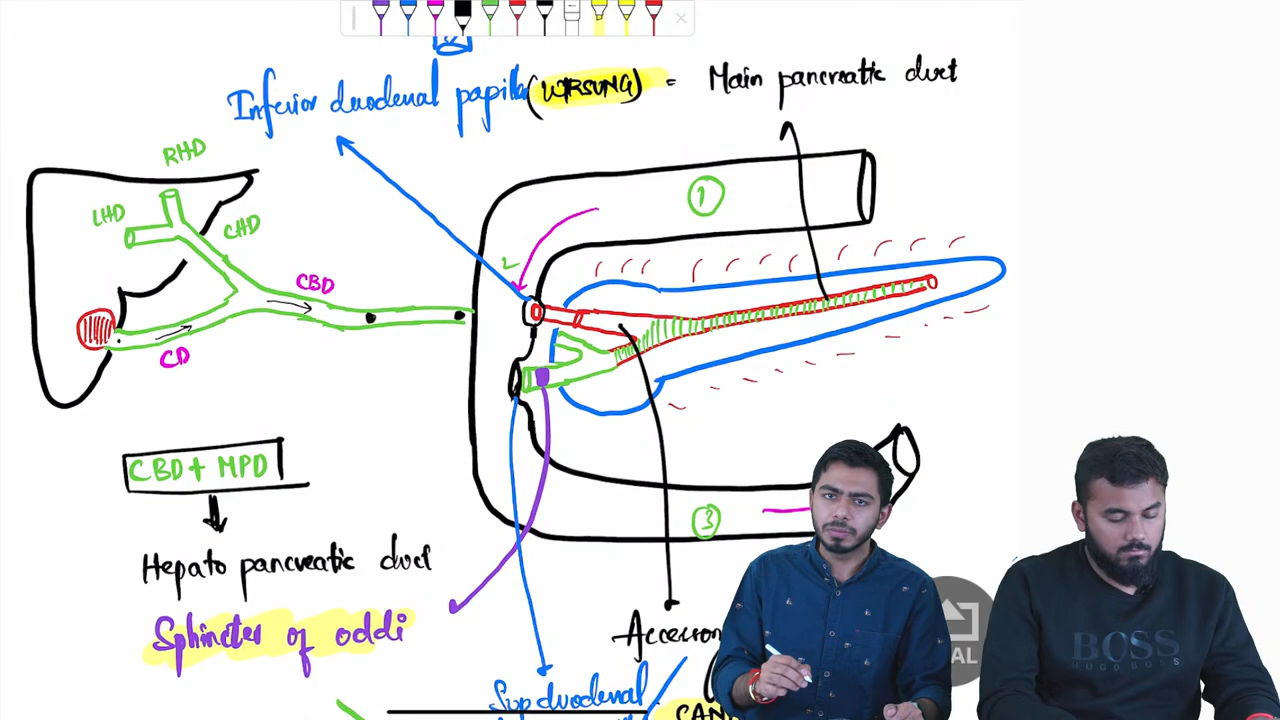 Inferior duodenal papilla (WIRSUNG) = Main pancreatic duct
RHD
LHD
CHD
CBD
CD
1
2
3
CBD + MPD
Hepato pancreatic duct
Sphincter of oddi
Accesson
Sup duodenal
BOSS
HUGO BOSS